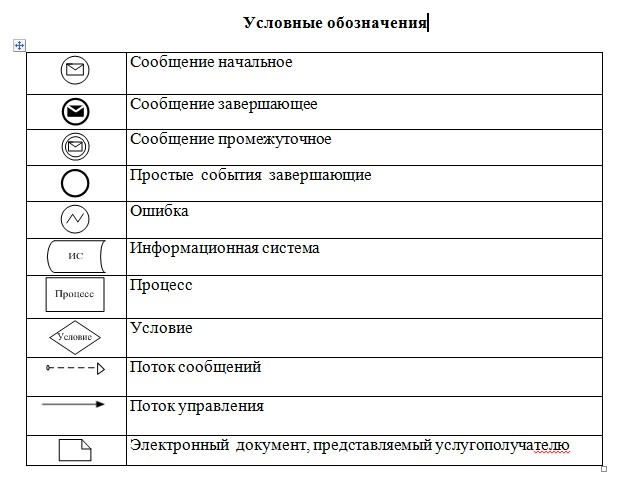 Условные обозначения
Сообщение начальное
Сообщение завершающее
Сообщение промежуточное
Простые события завершающие
Ошибка
ИС
Информационная система
Процесс
Процесс
Условие
Условие
Поток сообщений
Поток управления
Электронный документ, представляемый услугополучателю